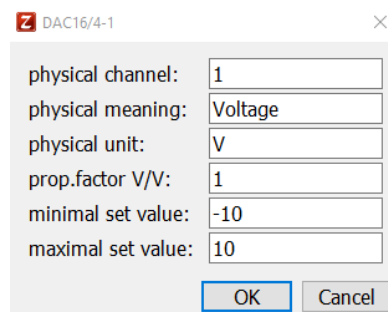 Z DAC16/4-1
physical channel: 1
physical meaning: Voltage
physical unit: V
prop.factor V/V: 1
minimal set value: -10
maximal set value: 10
OK Cancel